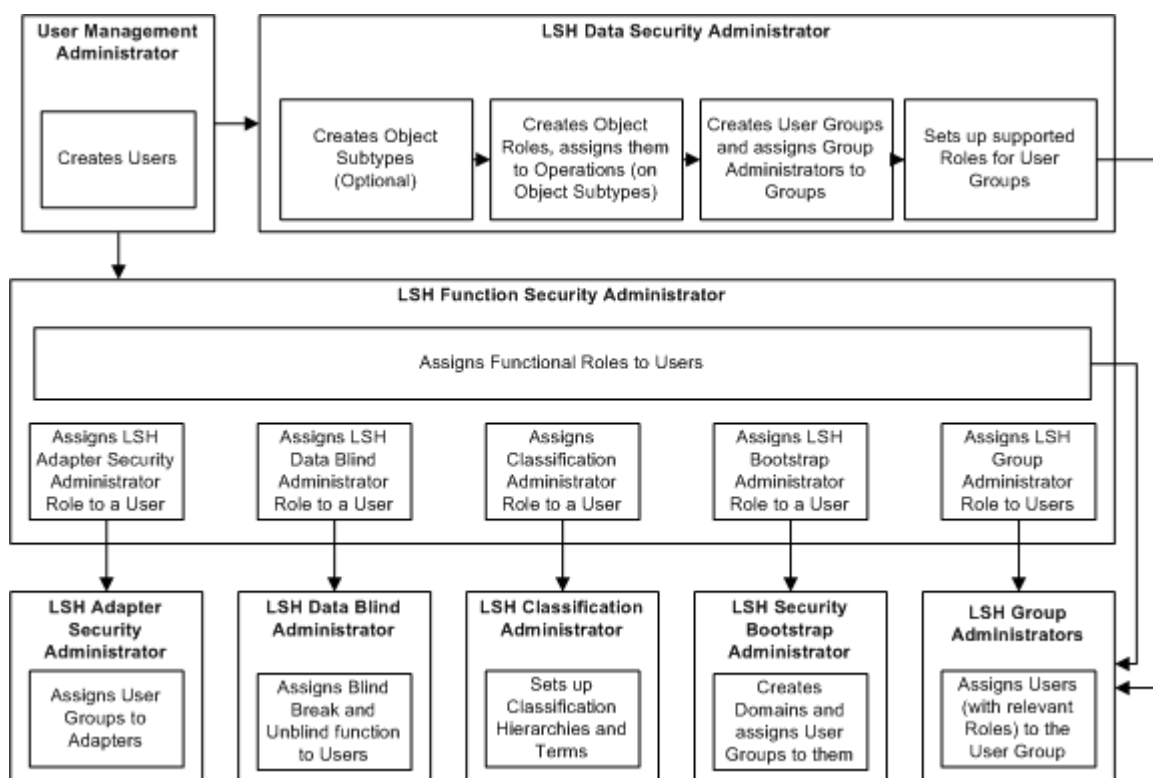 User Management
Administrator
Creates Users
LSH Data Security Administrator
Creates Object
Subtypes
(Optional)
Creates Object
Roles, assigns them
to Operations (on
Object Subtypes)
Creates User Groups
and assigns Group
Administrators to
Groups
Sets up supported
Roles for User
Groups
LSH Function Security Administrator
Assigns Functional Roles to Users
Assigns LSH
Adapter Security
Administrator
Role to a User
Assigns LSH
Data Blind
Administrator
Role to a User
Assigns
Classification
Administrator
Role to a User
Assigns LSH
Bootstrap
Administrator
Role to a User
Assigns LSH
Group
Administrator
Role to Users
LSH Adapter
Security
Administrator
Assigns User
Groups to
Adapters
LSH Data Blind
Administrator
Assigns Blind
Break and
Unblind function
to Users
LSH Classification
Administrator
Sets up
Classification
Hierarchies and
Terms
LSH Security
Bootstrap
Administrator
Creates
Domains and
assigns User
Groups to them
LSH Group
Administrators
Assigns Users
(with relevant
Roles) to the
User Group